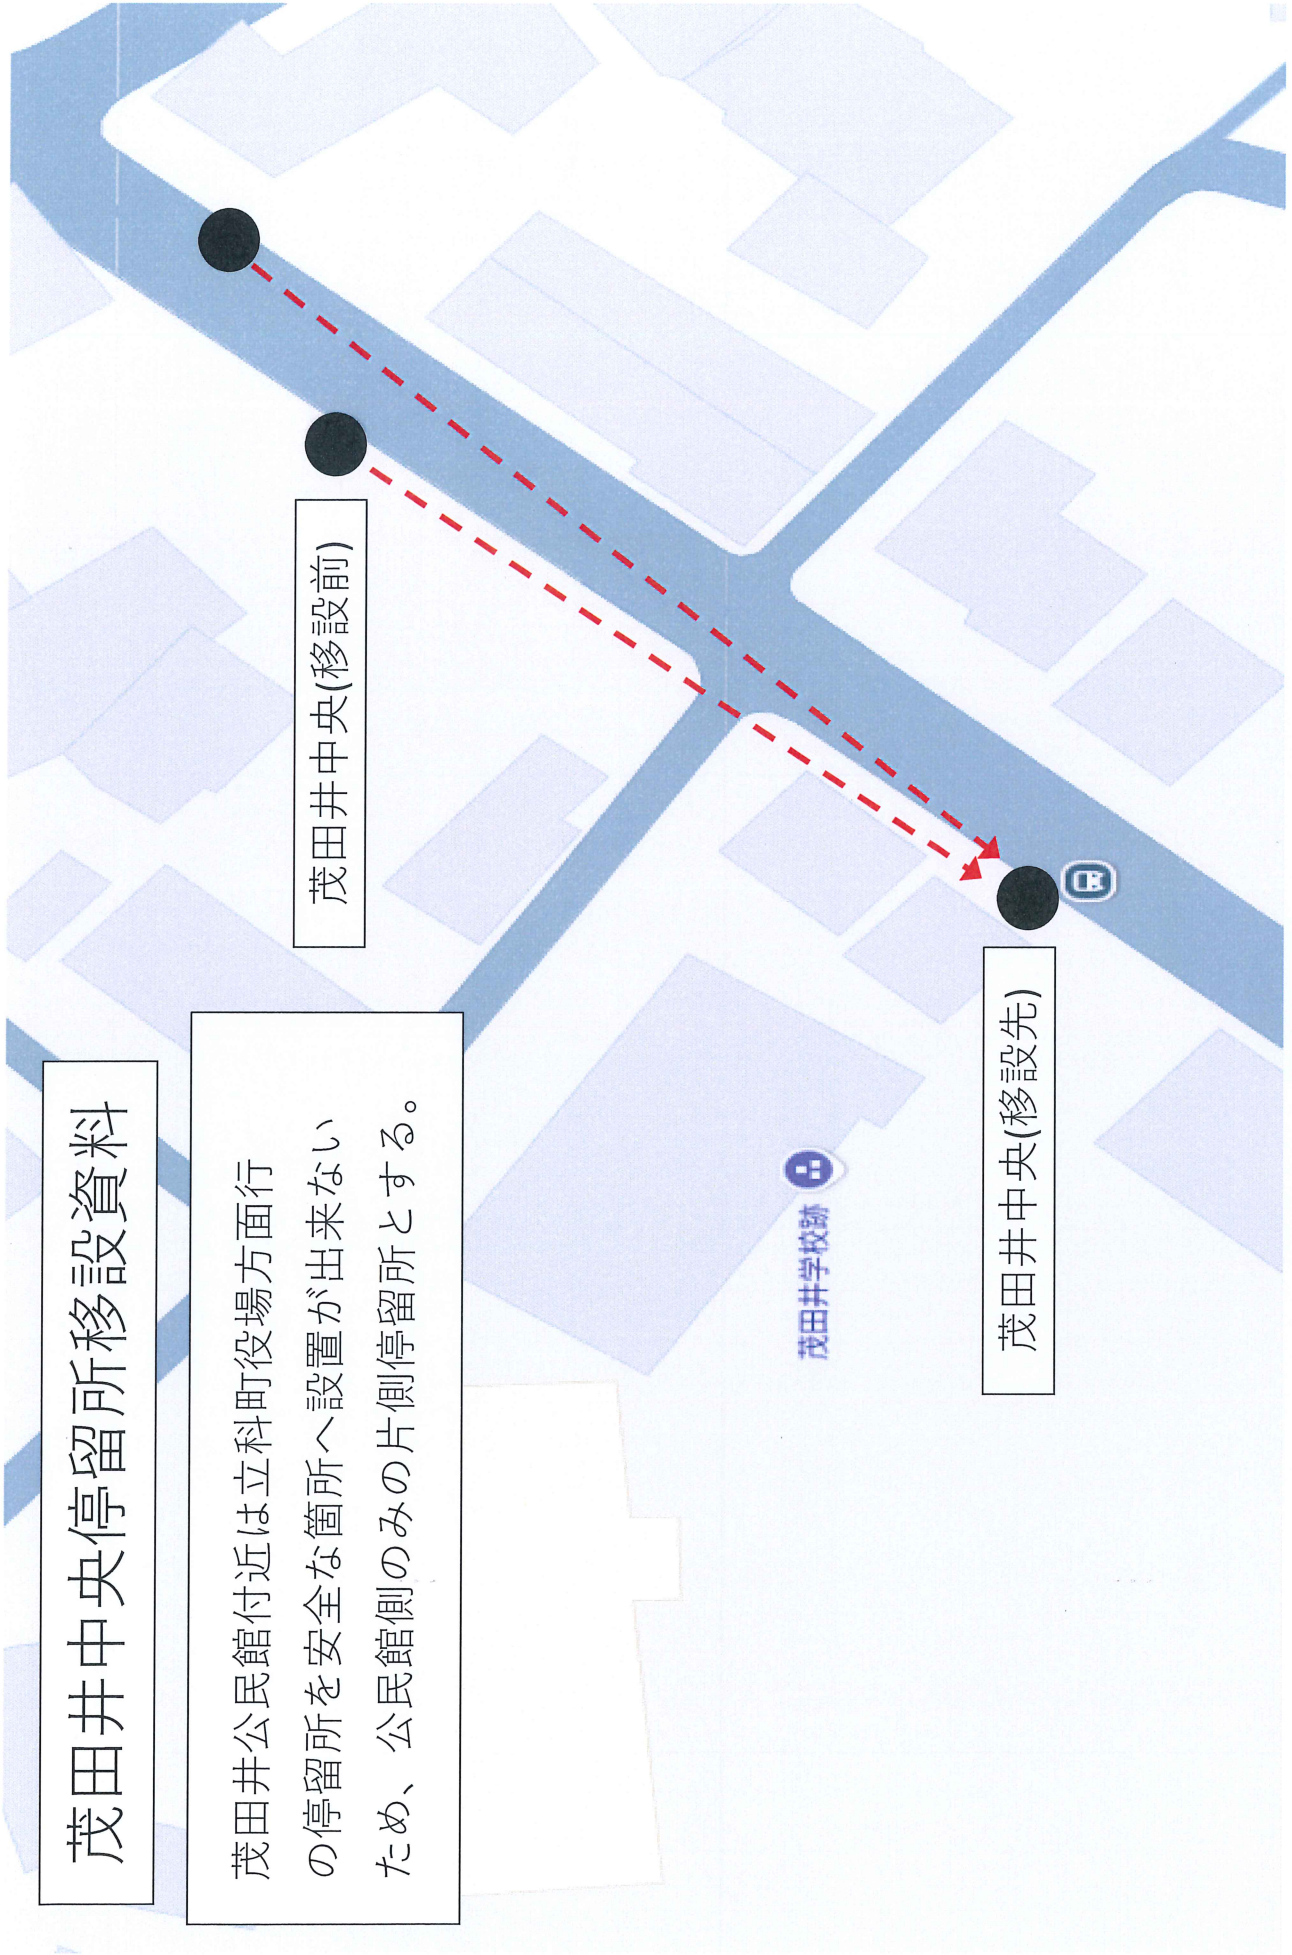 茂田井中央停留所移設資料
茂田井公民館付近は立科町役場方面行
の停留所を安全な箇所へ設置が出来ない
ため、公民館側のみの片側停留所とする。
茂田井中央(移設前)
茂田井学校跡
茂田井中央(移設先)